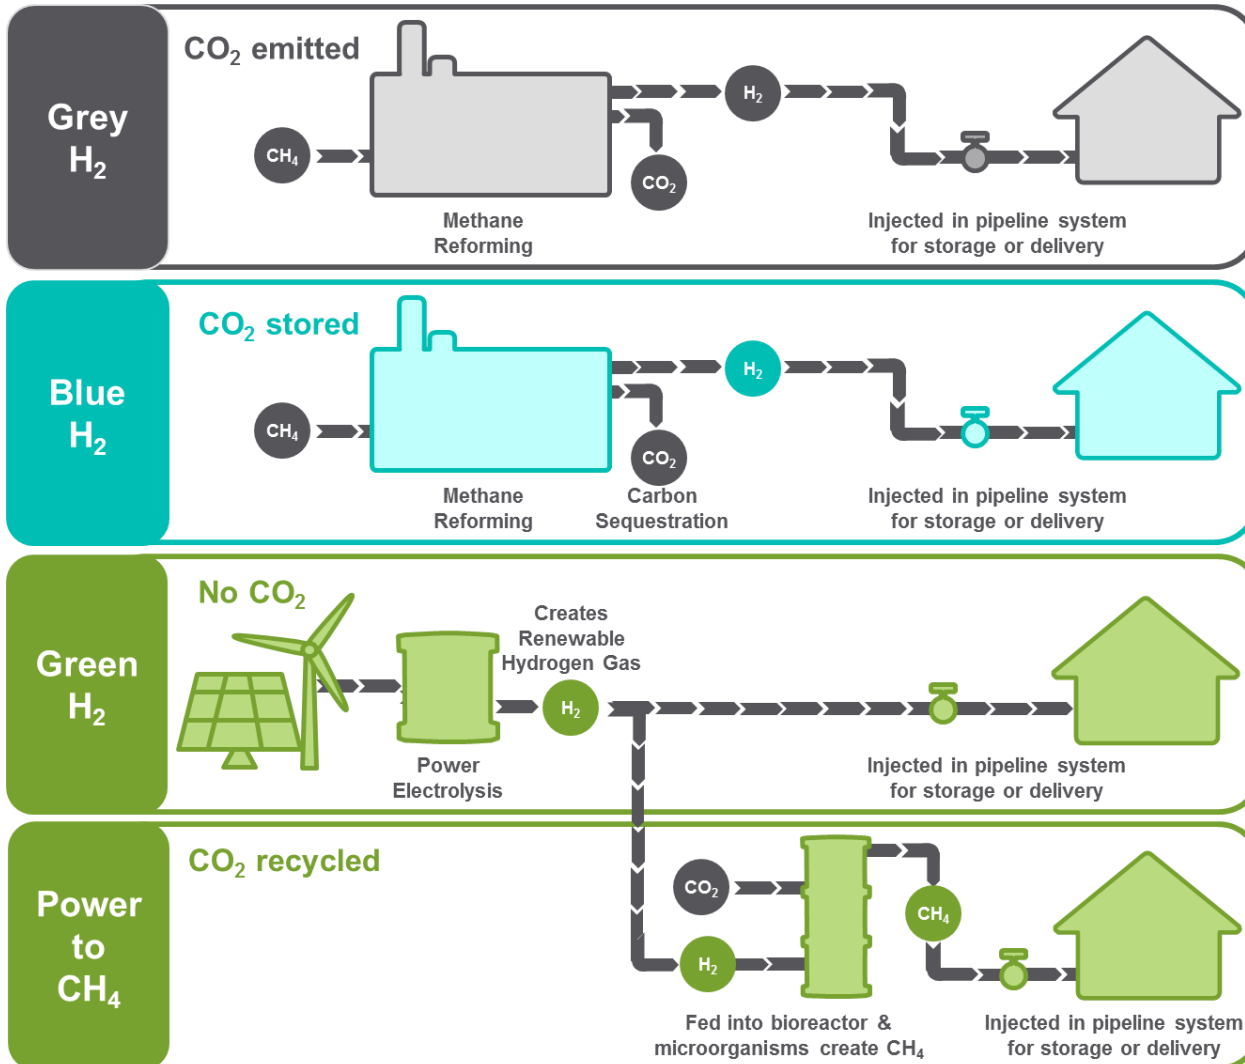 Grey
H₂
CO₂ emitted
CH₄
H₂
CO₂
Methane
Reforming
Injected in pipeline system
for storage or delivery
Blue
H₂
CO₂ stored
CH₄
H₂
CO₂
Methane
Reforming
Carbon
Sequestration
Injected in pipeline system
for storage or delivery
Green
H₂
No CO₂
Creates
Renewable
Hydrogen Gas
H₂
Power
Electrolysis
Injected in pipeline system
for storage or delivery
Power
to
CH₄
CO₂ recycled
CO₂
H₂
CH₄
Fed into bioreactor &
microorganisms create CH₄
Injected in pipeline system
for storage or delivery